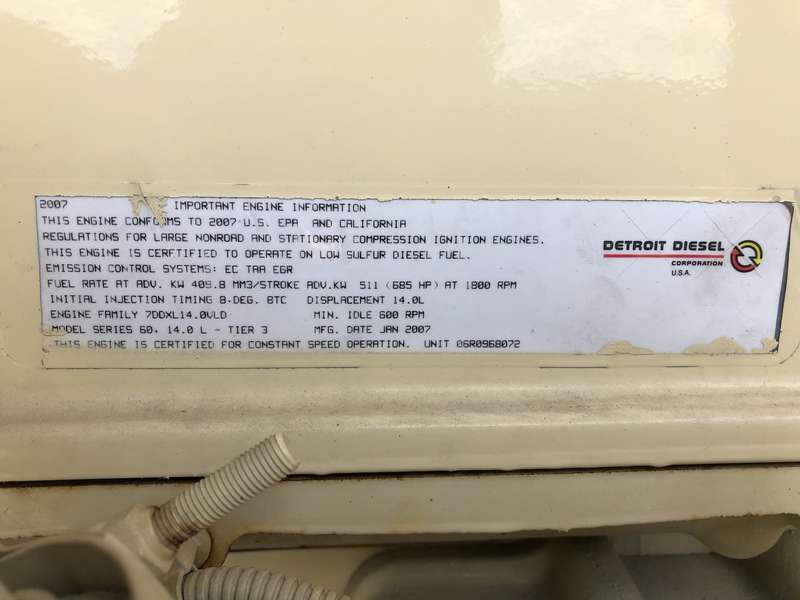 2007 IMPORTANT ENGINE INFORMATION
THIS ENGINE CONFORMS TO 2007 U.S. EPA AND CALIFORNIA
REGULATIONS FOR LARGE NONROAD AND STATIONARY COMPRESSION IGNITION ENGINES.
THIS ENGINE IS CERFTIFIED TO OPERATE ON LOW SULFUR DIESEL FUEL.
EMISSION CONTROL SYSTEMS: EC TAA EGR
FUEL RATE AT ADV. KW 409.8 MM3/STROKE ADV.KW 511 (685 HP) AT 1800 RPM
INITIAL INJECTION TIMING 8-DEG. BTC DISPLACEMENT 14.0L
ENGINE FAMILY 7DDXL14.0VLD MIN. IDLE 600 RPM
MODEL SERIES 60, 14.0 L - TIER 3 MFG. DATE JAN 2007
THIS ENGINE IS CERTIFIED FOR CONSTANT SPEED OPERATION. UNIT 06R0968072
DETROIT DIESEL
CORPORATION
U.S.A.